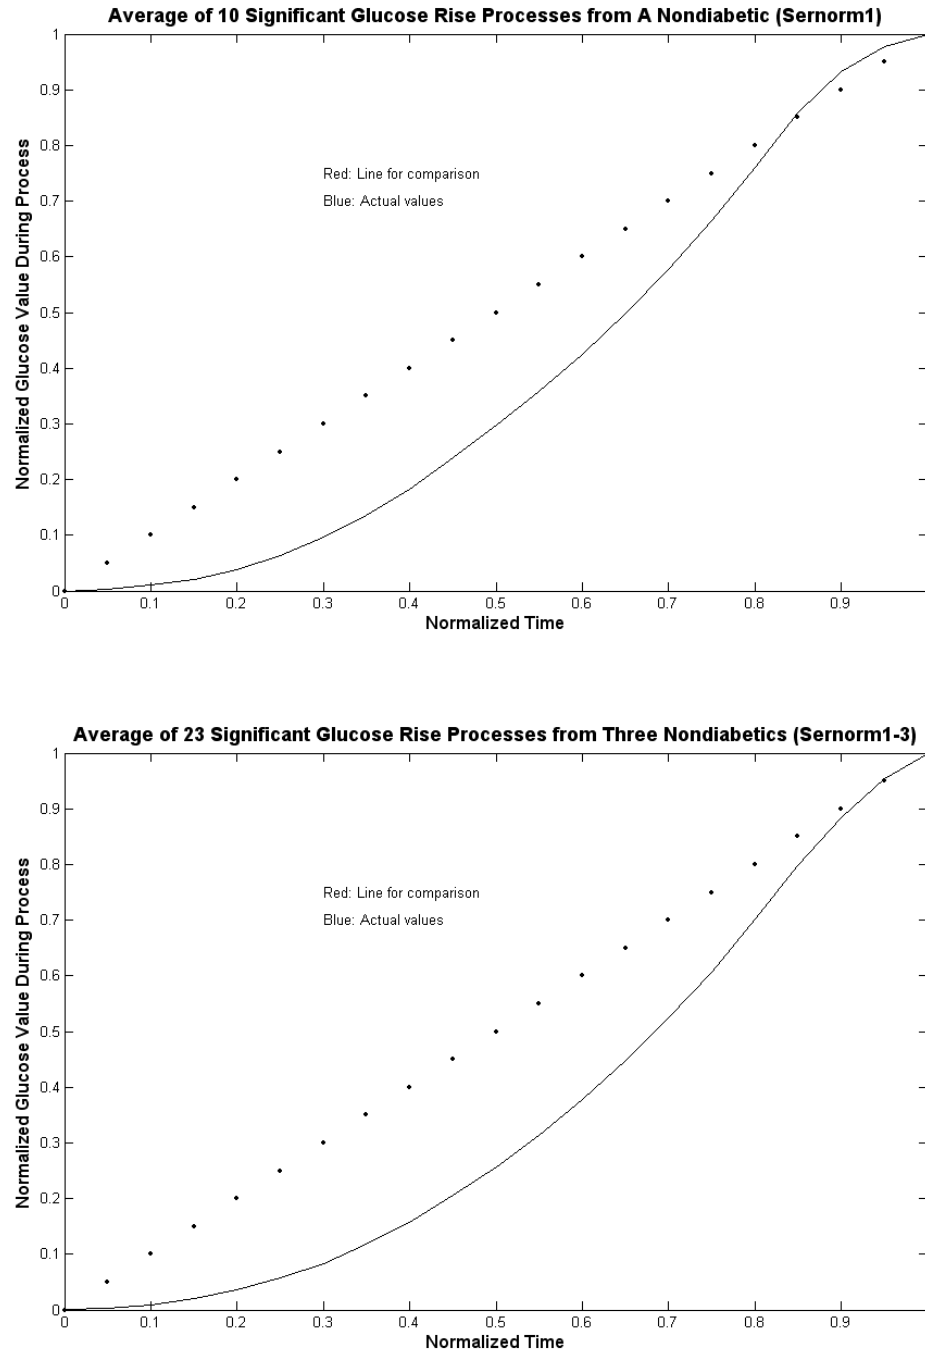 Average of 10 Significant Glucose Rise Processes from A Nondiabetic (Sernorm1)
1
0.9
0.8
0.7
0.6
0.5
0.4
0.3
0.2
0.1
0
Normalized Glucose Value During Process
Red: Line for comparison
Blue: Actual values
0 0.1 0.2 0.3 0.4 0.5 0.6 0.7 0.8 0.9
Normalized Time
Average of 23 Significant Glucose Rise Processes from Three Nondiabetics (Sernorm1-3)
1
0.9
0.8
0.7
0.6
0.5
0.4
0.3
0.2
0.1
0
Normalized Glucose Value During Process
Red: Line for comparison
Blue: Actual values
0 0.1 0.2 0.3 0.4 0.5 0.6 0.7 0.8 0.9
Normalized Time